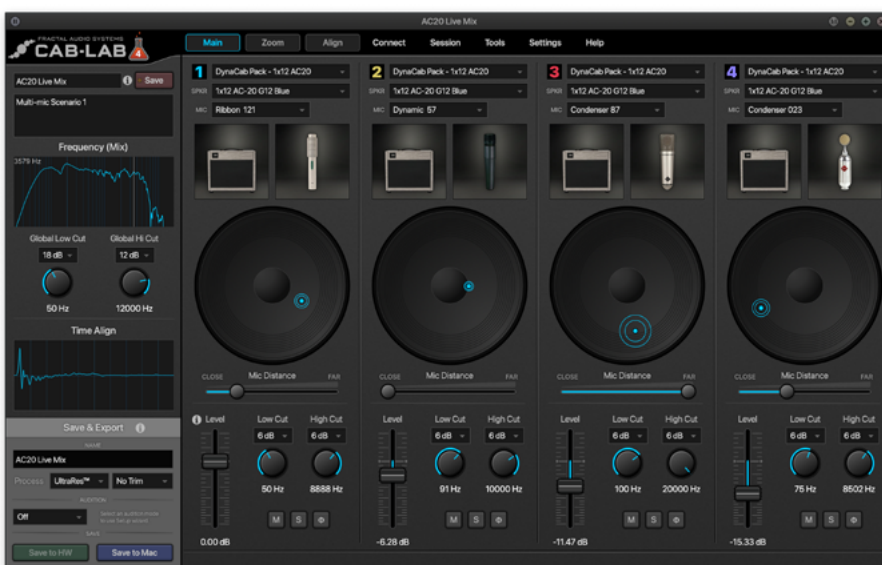 AC20 Live Mix
FRACTAL AUDIO SYSTEMS
CAB-LAB 4
Main Zoom Align Connect Session Tools Settings Help
AC20 Live Mix Save
Multi-mic Scenario 1
Frequency (Mix)
3579 Hz
Global Low Cut Global Hi Cut
18 dB 12 dB
50 Hz 12000 Hz
Time Align
Save & Export
NAME
AC20 Live Mix
Process UltraRes™ No Trim
AUDITION
Off Select an audition mode
SAVE
Save to HW Save to Mac
1 DynaCab Pack - 1x12 AC20
SPKR 1x12 AC-20 G12 Blue
MIC Ribbon 121
CLOSE Mic Distance FAR
Level Low Cut High Cut
6 dB 6 dB
50 Hz 8888 Hz
M S Φ
0.00 dB
2 DynaCab Pack - 1x12 AC20
SPKR 1x12 AC-20 G12 Blue
MIC Dynamic 57
CLOSE Mic Distance FAR
Level Low Cut High Cut
6 dB 6 dB
91 Hz 10000 Hz
M S Φ
-6.28 dB
3 DynaCab Pack - 1x12 AC20
SPKR 1x12 AC-20 G12 Blue
MIC Condenser 87
CLOSE Mic Distance FAR
Level Low Cut High Cut
6 dB 6 dB
100 Hz 20000 Hz
M S Φ
-11.47 dB
4 DynaCab Pack - 1x12 AC20
SPKR 1x12 AC-20 G12 Blue
MIC Condenser 023
CLOSE Mic Distance FAR
Level Low Cut High Cut
6 dB 6 dB
75 Hz 8502 Hz
M S Φ
-15.33 dB